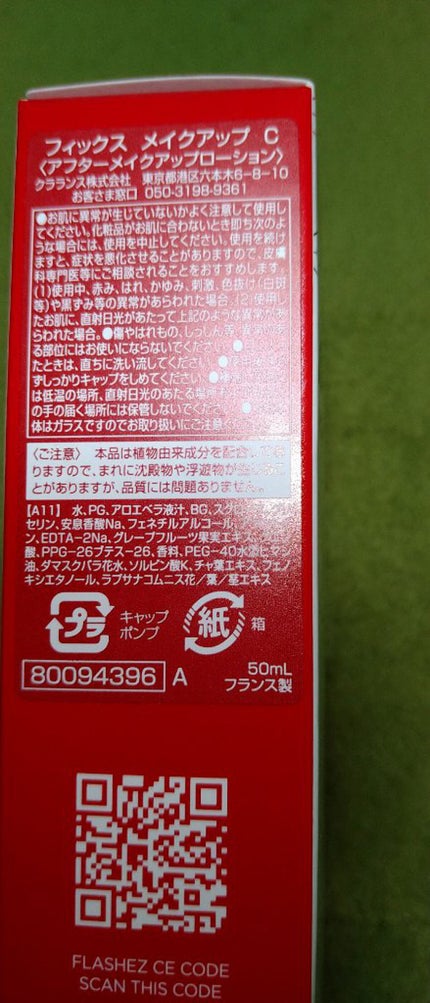 フィックス メイクアップ C
〈アフターメイクアップローション〉
クラランス株式会社 東京都港区六本木6-8-10
お客さま窓口 050-3198-9361
●お肌に異常が生じていないかよく注意して使用し
てください。化粧品がお肌に合わないとき即ち次のよ
うな場合には、使用を中止してください。使用を続け
ますと、症状を悪化させることがありますので、皮膚
科専門医等にご相談されることをおすすめします。
(1)使用中、赤み、はれ、かゆみ、刺激、色抜け(白斑
等)や黒ずみ等の異常があらわれた場合。(2)使用し
たお肌に、直射日光があたって上記のような異常があ
らわれた場合。●傷やはれもの、しっしん等、異常があ
る部位にはお使いにならないでください。●
たときは、直ちに洗い流してください。●
ずしっかりキャップをしめてください。●
は低温の場所、直射日光のあたる場所
の手の届く場所には保管しないでください。●
体はガラスですのでお取り扱いにご注意
〈ご注意〉 本品は植物由来成分を配合して
りますので、まれに沈殿物や浮遊物が生じるこ
とがありますが、品質には問題ありません。
【A11】 水、PG、アロエベラ液汁、BG、スクロ
セリン、安息香酸Na、フェネチルアルコール、
ン、EDTA-2Na、グレープフルーツ果実エキス、
酸、PPG-26ブテス-26、香料、PEG-40水添ヒマシ
油、ダマスクバラ花水、ソルビン酸K、チャ葉エキス、フェノ
キシエタノール、ラプサナコムニス花/葉/茎エキス
プラ キャップ
ポンプ
紙 箱
80094396 A
50mL
フランス製
FLASHEZ CE CODE
SCAN THIS CODE